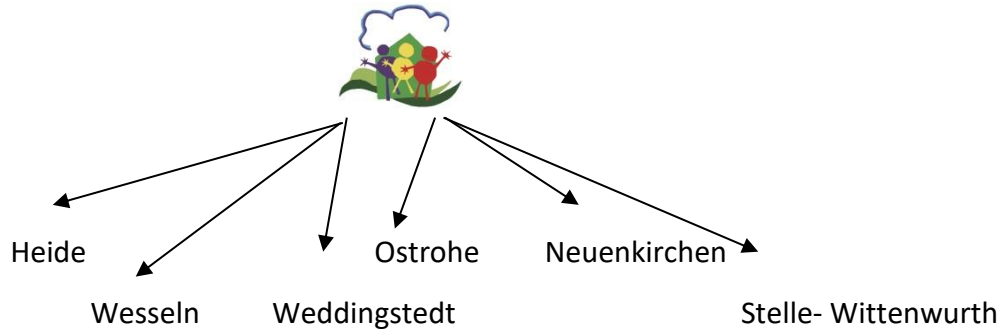 Heide Ostrohe Neuenkirchen
Wesseln Weddingstedt Stelle- Wittenwurth